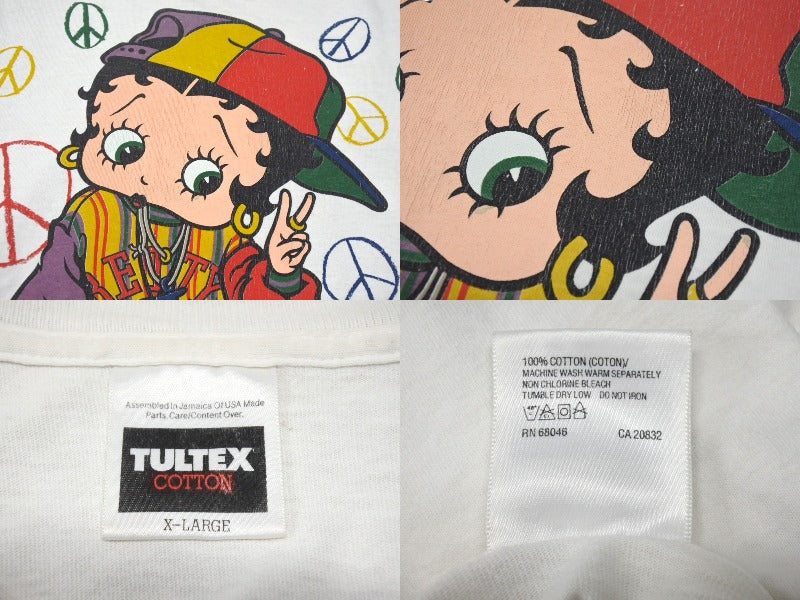 BETTY
Assembled In Jamaica Of USA Made
Parts, Care/Content Over.
TULTEX
COTTON
X-LARGE
100% COTTON (COTON)/
MACHINE WASH WARM SEPARATELY
NON CHLORINE BLEACH
TUMBLE DRY LOW DO NOT IRON
RN 68046 CA 20832